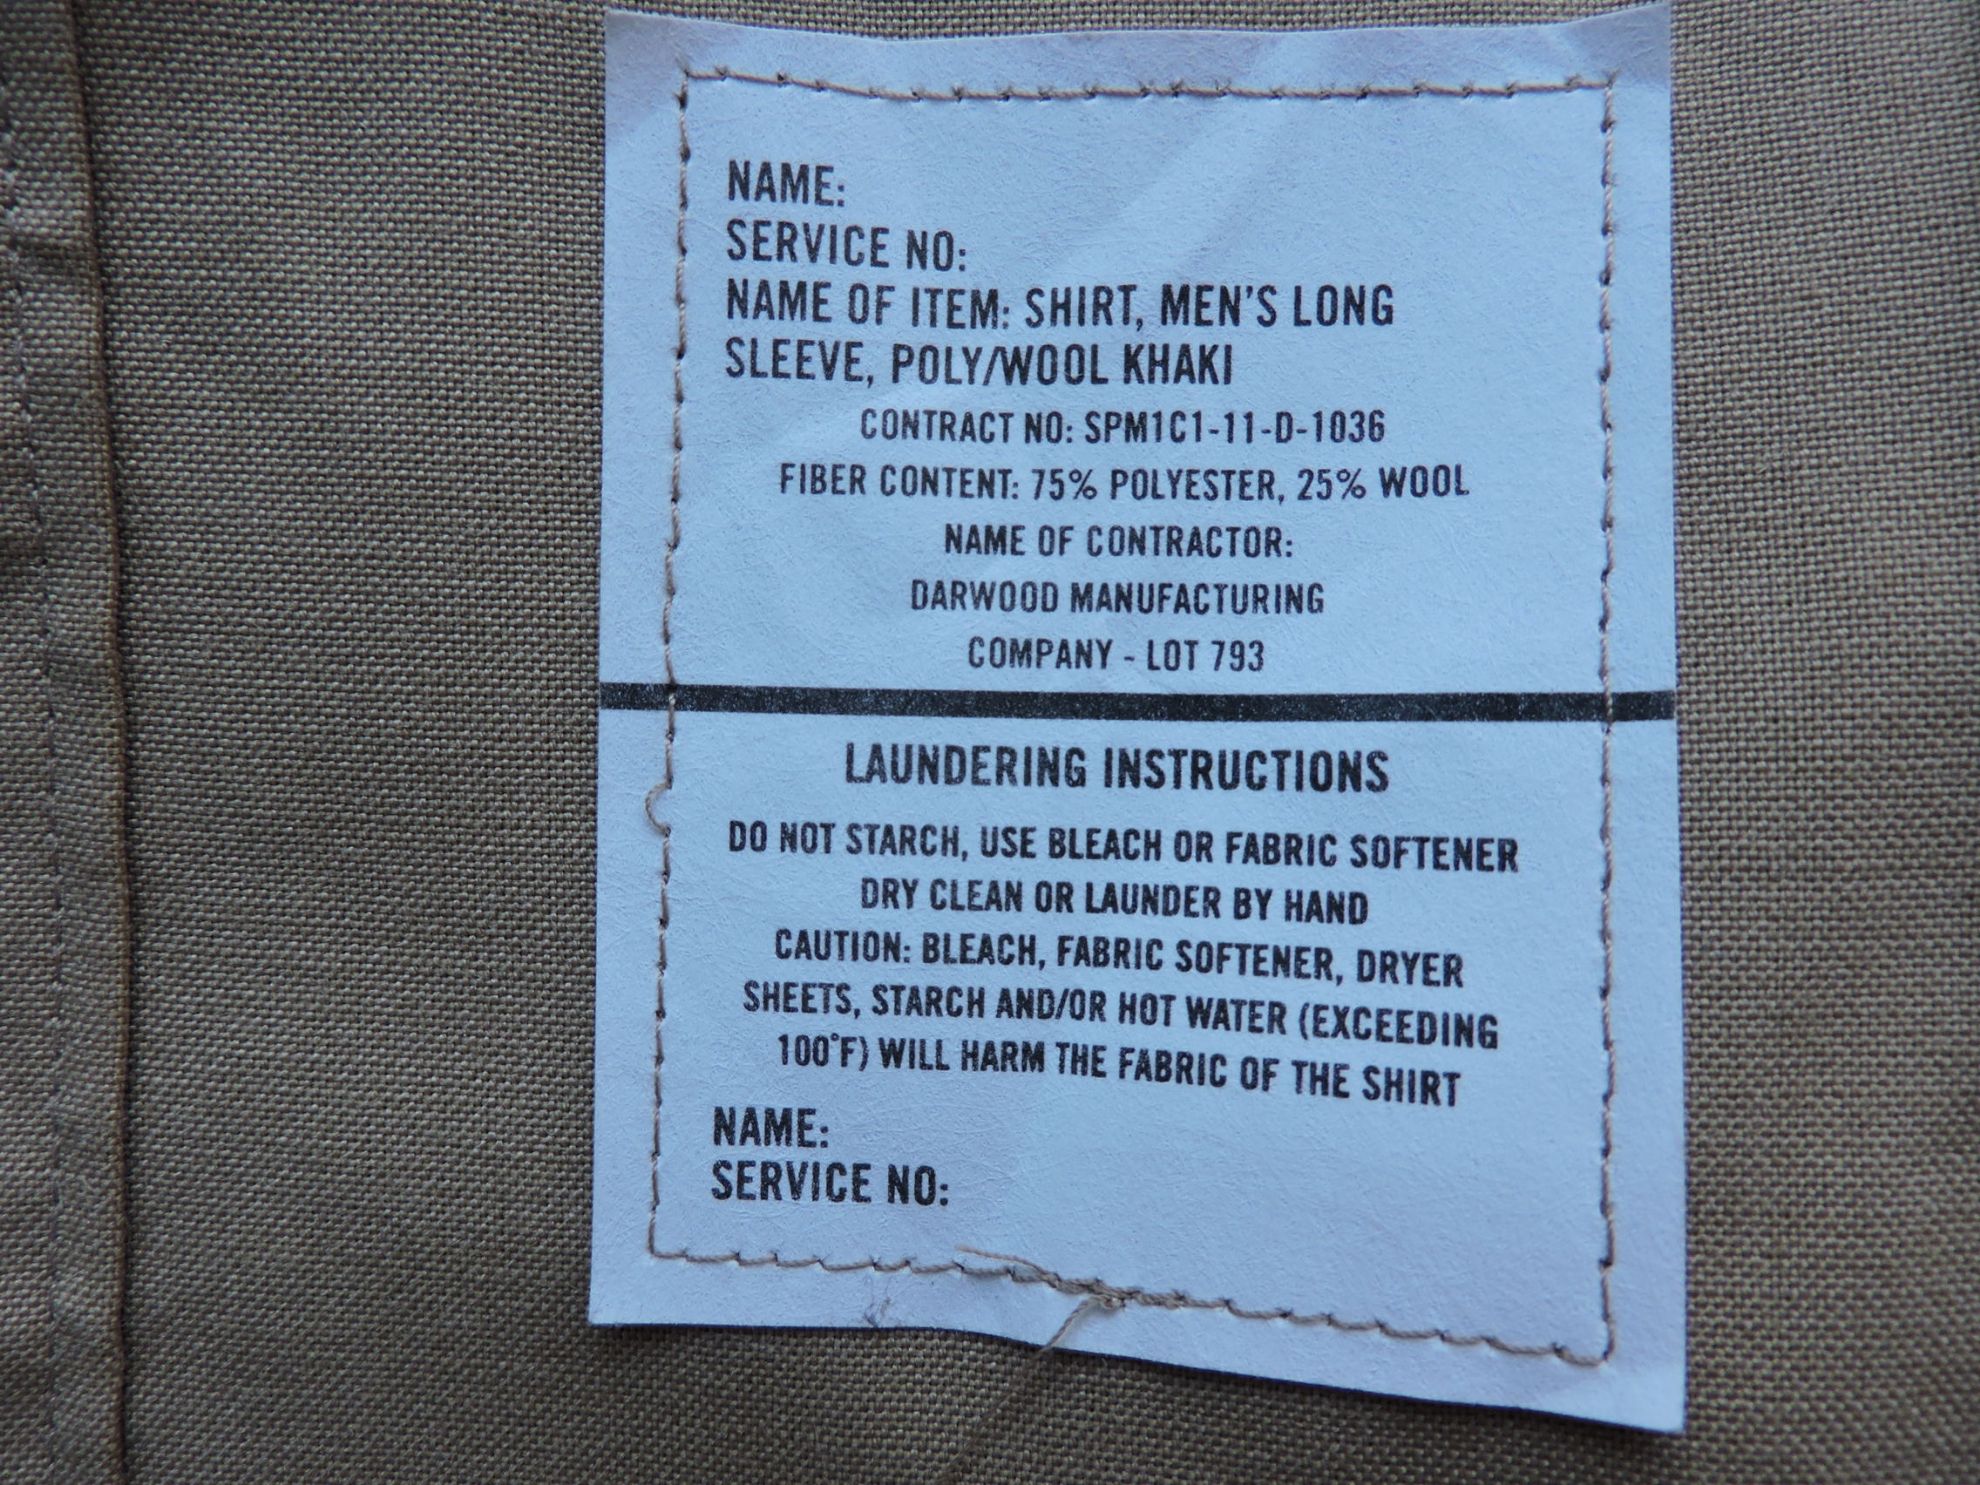 NAME:
SERVICE NO:
NAME OF ITEM: SHIRT, MEN'S LONG
SLEEVE, POLY/WOOL KHAKI
CONTRACT NO: SPM1C1-11-D-1036
FIBER CONTENT: 75% POLYESTER, 25% WOOL
NAME OF CONTRACTOR:
DARWOOD MANUFACTURING
COMPANY - LOT 793
LAUNDERING INSTRUCTIONS
DO NOT STARCH, USE BLEACH OR FABRIC SOFTENER
DRY CLEAN OR LAUNDER BY HAND
CAUTION: BLEACH, FABRIC SOFTENER, DRYER
SHEETS, STARCH AND/OR HOT WATER (EXCEEDING
100°F) WILL HARM THE FABRIC OF THE SHIRT
NAME:
SERVICE NO: